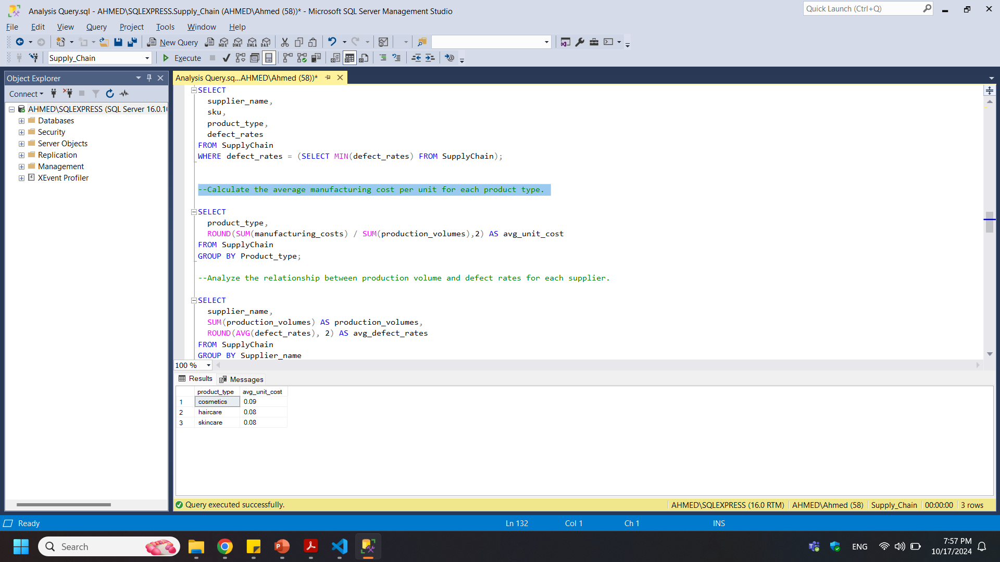 Analysis Query.sql - AHMED\SQLEXPRESS.Supply_Chain (AHMED\Ahmed (58))* - Microsoft SQL Server Management Studio
Quick Launch (Ctrl+Q)
File Edit View Query Project Tools Window Help
New Query MDX DMX XMLA DAX
Supply_Chain Execute
Object Explorer
Connect
AHMED\SQLEXPRESS (SQL Server 16.0.10
Databases
Security
Server Objects
Replication
Management
XEvent Profiler
Analysis Query.sq...AHMED\Ahmed (58))*
SELECT
supplier_name,
sku,
product_type,
defect_rates
FROM SupplyChain
WHERE defect_rates = (SELECT MIN(defect_rates) FROM SupplyChain);
--Calculate the average manufacturing cost per unit for each product type.
SELECT
product_type,
ROUND(SUM(manufacturing_costs) / SUM(production_volumes),2) AS avg_unit_cost
FROM SupplyChain
GROUP BY Product_type;
--Analyze the relationship between production volume and defect rates for each supplier.
SELECT
supplier_name,
SUM(production_volumes) AS production_volumes,
ROUND(AVG(defect_rates), 2) AS avg_defect_rates
FROM SupplyChain
GROUP BY Supplier_name
100 %
Results Messages
product_type avg_unit_cost
1 cosmetics 0.09
2 haircare 0.08
3 skincare 0.08
Query executed successfully.
AHMED\SQLEXPRESS (16.0 RTM) AHMED\Ahmed (58) Supply_Chain 00:00:00 3 rows
Ready Ln 132 Col 1 Ch 1 INS
Search
ENG
7:57 PM
10/17/2024